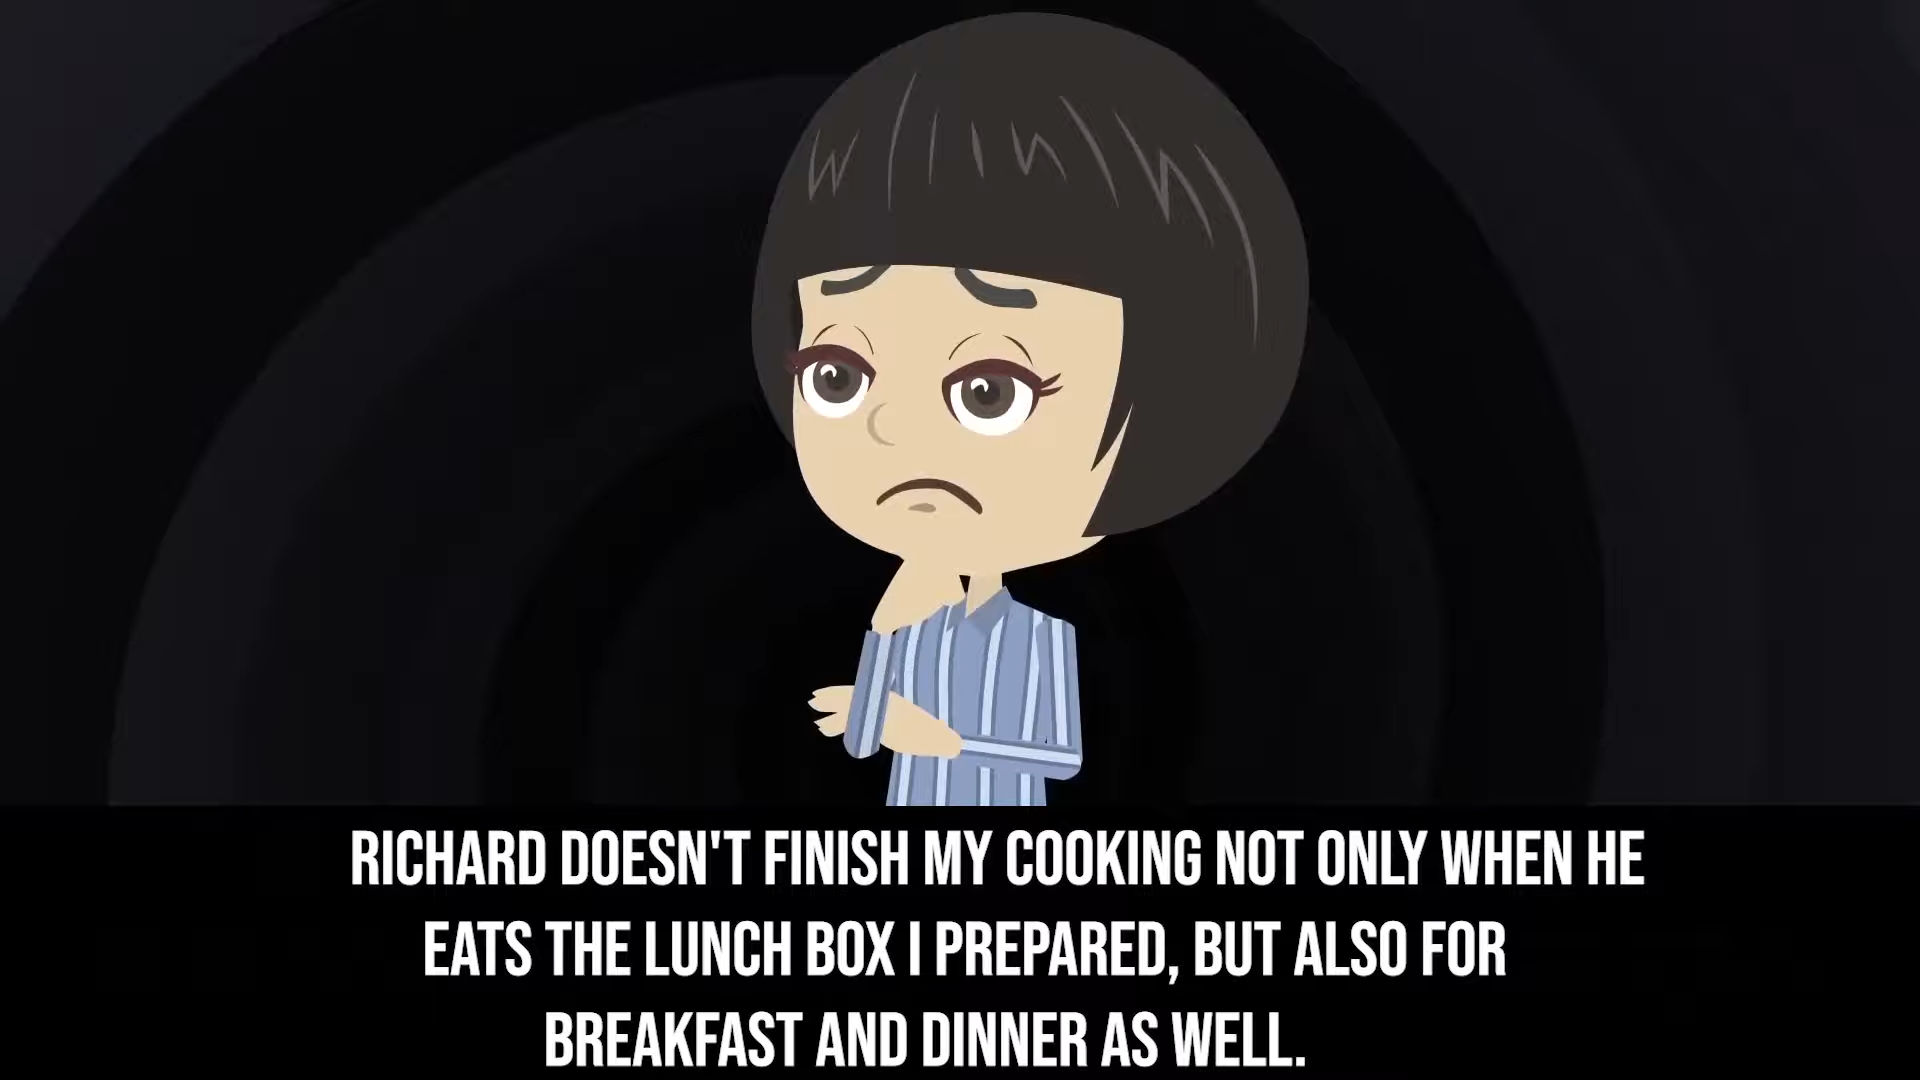 RICHARD DOESN'T FINISH MY COOKING NOT ONLY WHEN HE
EATS THE LUNCH BOX I PREPARED, BUT ALSO FOR
BREAKFAST AND DINNER AS WELL.